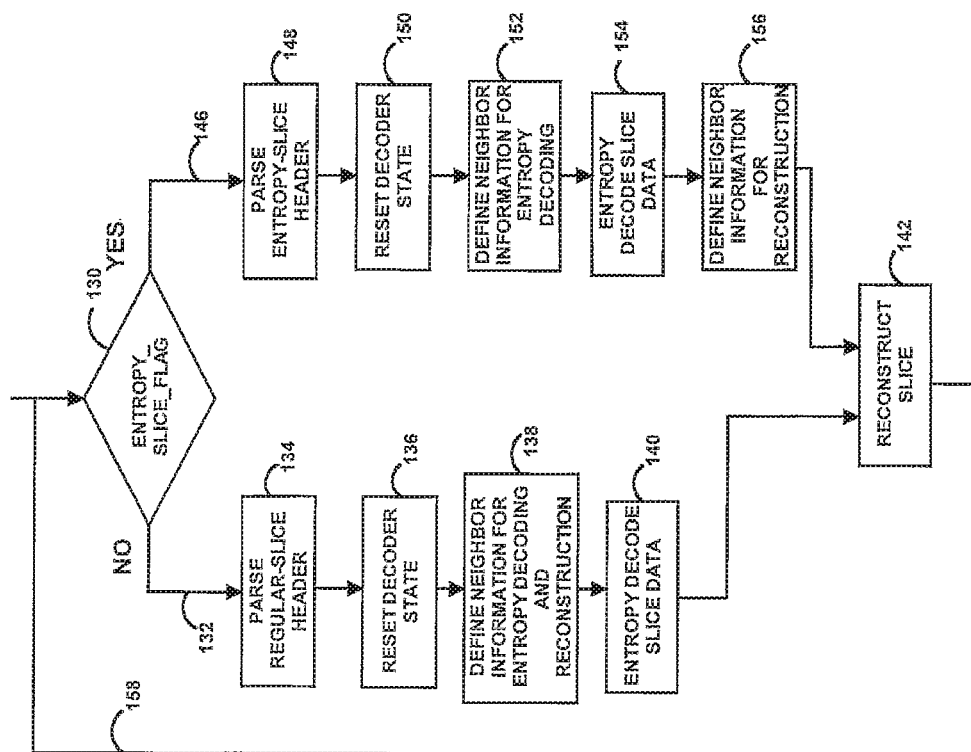 130
ENTROPY_
SLICE_FLAG
NO
YES
132
146
PARSE
REGULAR-SLICE
HEADER
134
RESET DECODER
STATE
136
DEFINE NEIGHBOR
INFORMATION FOR
ENTROPY DECODING
AND
RECONSTRUCTION
138
ENTROPY DECODE
SLICE DATA
140
PARSE
ENTROPY-SLICE
HEADER
148
RESET DECODER
STATE
150
DEFINE NEIGHBOR
INFORMATION FOR
ENTROPY
DECODING
152
ENTROPY
DECODE SLICE
DATA
154
DEFINE NEIGHBOR
INFORMATION
FOR
RECONSTRUCTION
156
RECONSTRUCT
SLICE
142
158